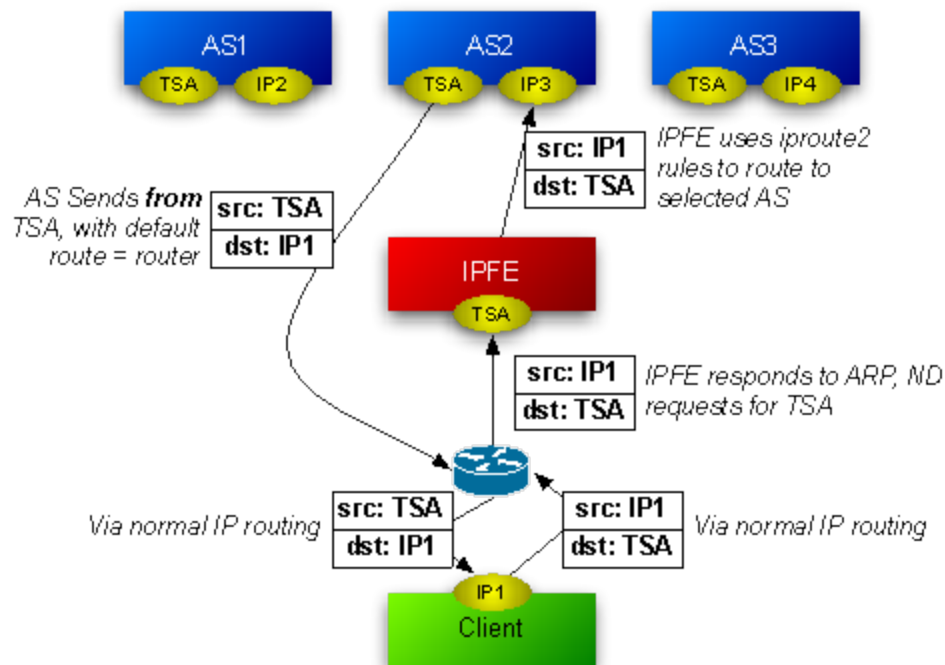 AS1
AS2
AS3
TSA
IP2
TSA
IP3
TSA
IP4
src: IP1
dst: TSA
IPFE uses iproute2
rules to route to
selected AS
AS Sends from
TSA, with default
route = router
src: TSA
dst: IP1
IPFE
TSA
src: IP1
dst: TSA
IPFE responds to ARP, ND
requests for TSA
Via normal IP routing
src: TSA
dst: IP1
src: IP1
dst: TSA
Via normal IP routing
IP1
Client